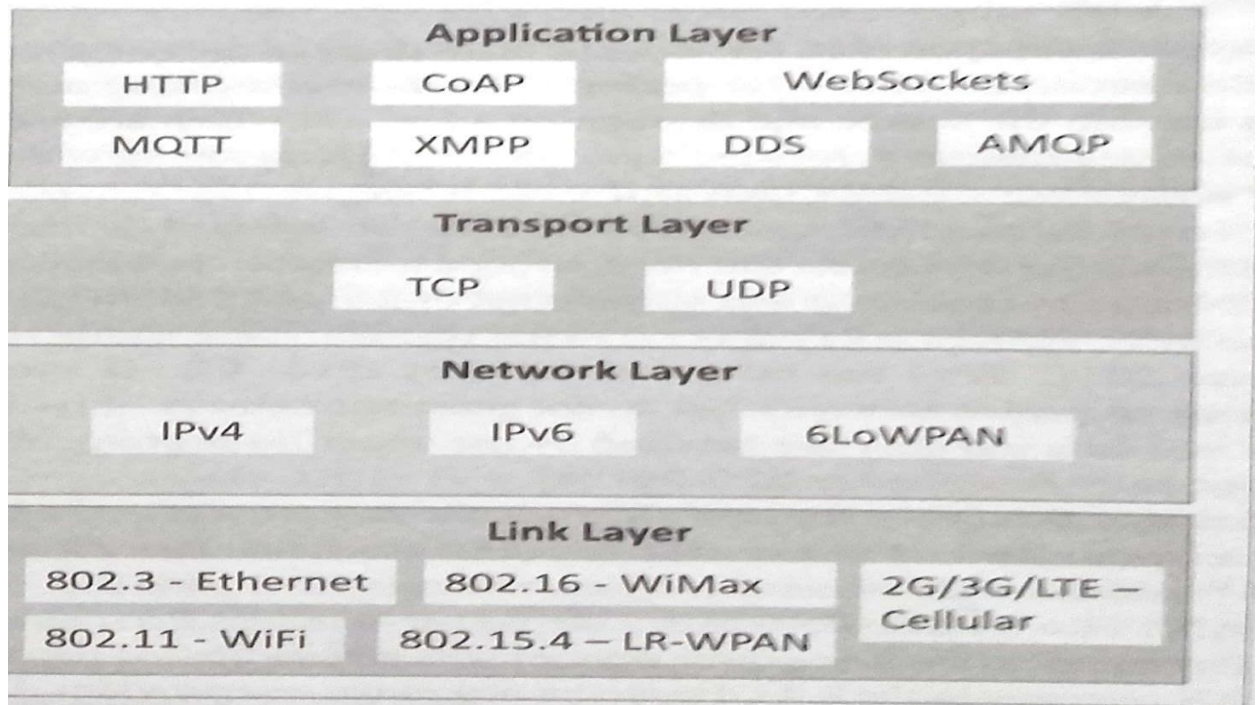 Application Layer
HTTP CoAP WebSockets
MQTT XMPP DDS AMQP
Transport Layer
TCP UDP
Network Layer
IPv4 IPv6 6LoWPAN
Link Layer
802.3 - Ethernet 802.16 - WiMax 2G/3G/LTE –
Cellular
802.11 - WiFi 802.15.4 – LR-WPAN